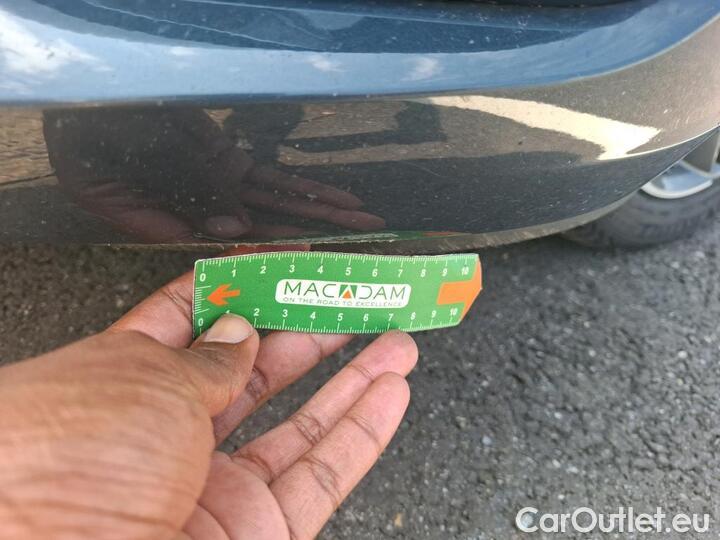 0 1 2 3 4 5 6 7 8 9 10
MACADAM
ON THE ROAD TO EXCELLENCE
0 1 2 3 4 5 6 7 8 9 10
CarOutlet.eu